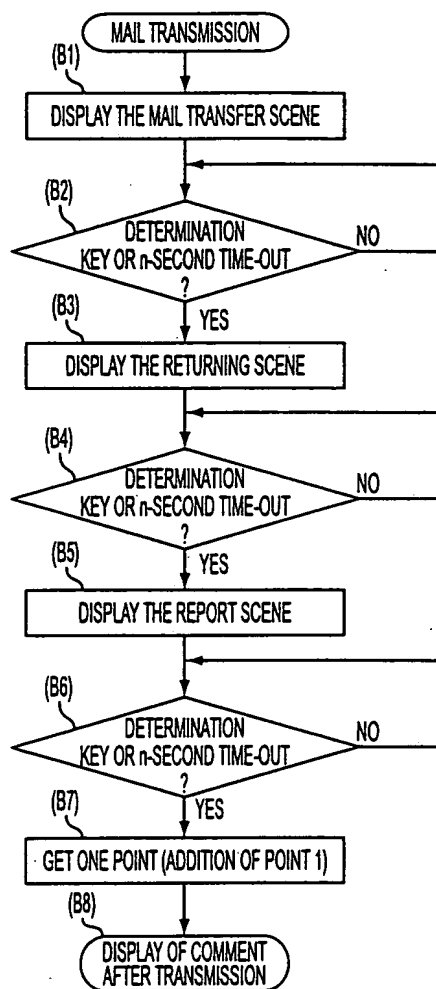 MAIL TRANSMISSION
(B1)
DISPLAY THE MAIL TRANSFER SCENE
(B2)
DETERMINATION
KEY OR n-SECOND TIME-OUT
?
NO
YES
(B3)
DISPLAY THE RETURNING SCENE
(B4)
DETERMINATION
KEY OR n-SECOND TIME-OUT
?
NO
YES
(B5)
DISPLAY THE REPORT SCENE
(B6)
DETERMINATION
KEY OR n-SECOND TIME-OUT
?
NO
YES
(B7)
GET ONE POINT (ADDITION OF POINT 1)
(B8)
DISPLAY OF COMMENT
AFTER TRANSMISSION